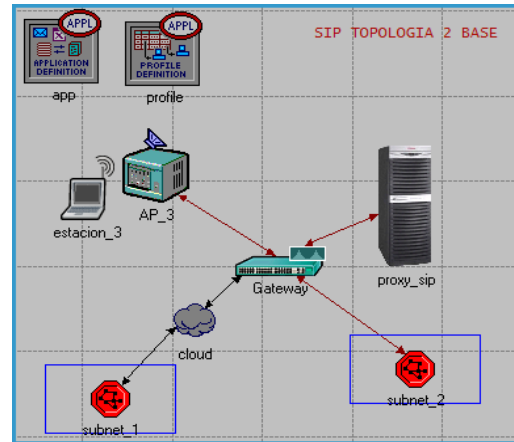 APPL
APPL
SIP TOPOLOGIA 2 BASE
APPLICATION
DEFINITION
PROFILE
DEFINITION
app
profile
estacion_3
AP_3
proxy_sip
Gateway
cloud
subnet_2
subnet_1